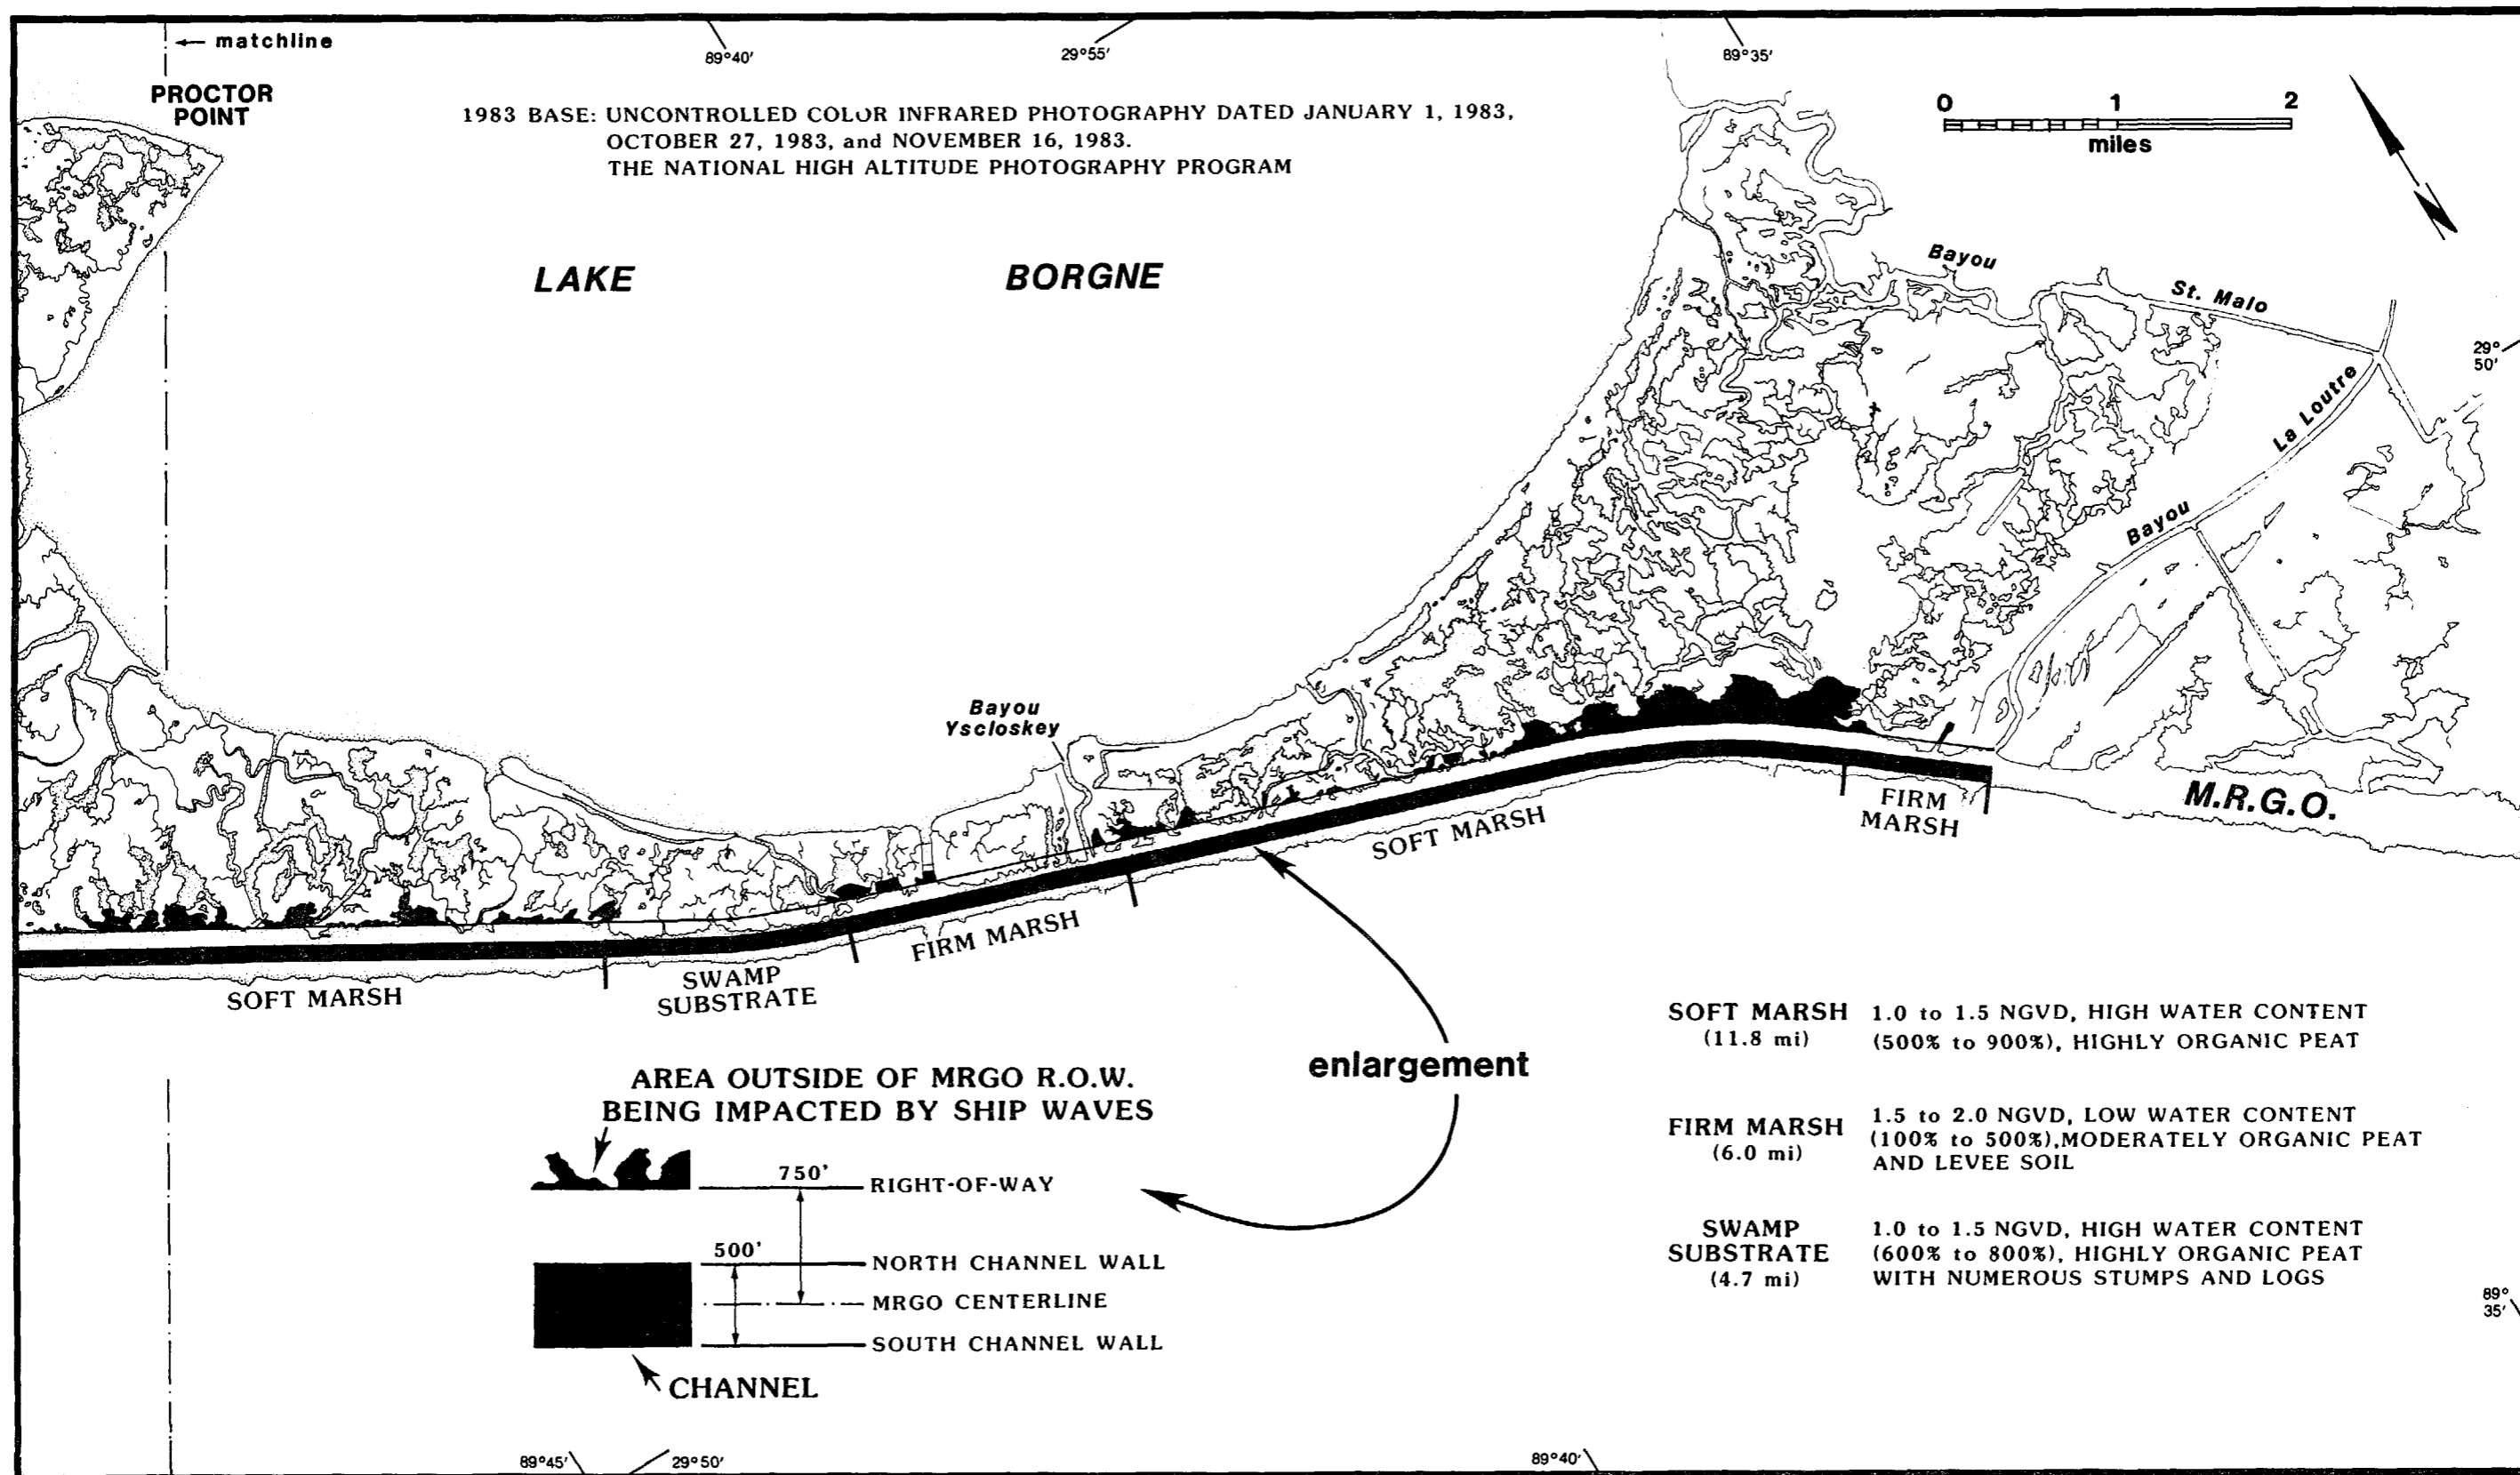 matchline
89°40'
29°55'
89°35'
PROCTOR
POINT
1983 BASE: UNCONTROLLED COLOR INFRARED PHOTOGRAPHY DATED JANUARY 1, 1983,
OCTOBER 27, 1983, and NOVEMBER 16, 1983.
THE NATIONAL HIGH ALTITUDE PHOTOGRAPHY PROGRAM
0 1 2
miles
N
LAKE BORGNE
Bayou St. Malo
29°
50'
Bayou La Loutre
Bayou
Yscloskey
M.R.G.O.
FIRM
MARSH
SOFT MARSH
FIRM MARSH
SWAMP
SUBSTRATE
SOFT MARSH
enlargement
SOFT MARSH 1.0 to 1.5 NGVD, HIGH WATER CONTENT
(11.8 mi) (500% to 900%), HIGHLY ORGANIC PEAT
FIRM MARSH 1.5 to 2.0 NGVD, LOW WATER CONTENT
(6.0 mi) (100% to 500%),MODERATELY ORGANIC PEAT
AND LEVEE SOIL
SWAMP 1.0 to 1.5 NGVD, HIGH WATER CONTENT
SUBSTRATE (600% to 800%), HIGHLY ORGANIC PEAT
(4.7 mi) WITH NUMEROUS STUMPS AND LOGS
AREA OUTSIDE OF MRGO R.O.W.
BEING IMPACTED BY SHIP WAVES
750' RIGHT-OF-WAY
500' NORTH CHANNEL WALL
MRGO CENTERLINE
SOUTH CHANNEL WALL
CHANNEL
89°
35'
89°45'
29°50'
89°40'